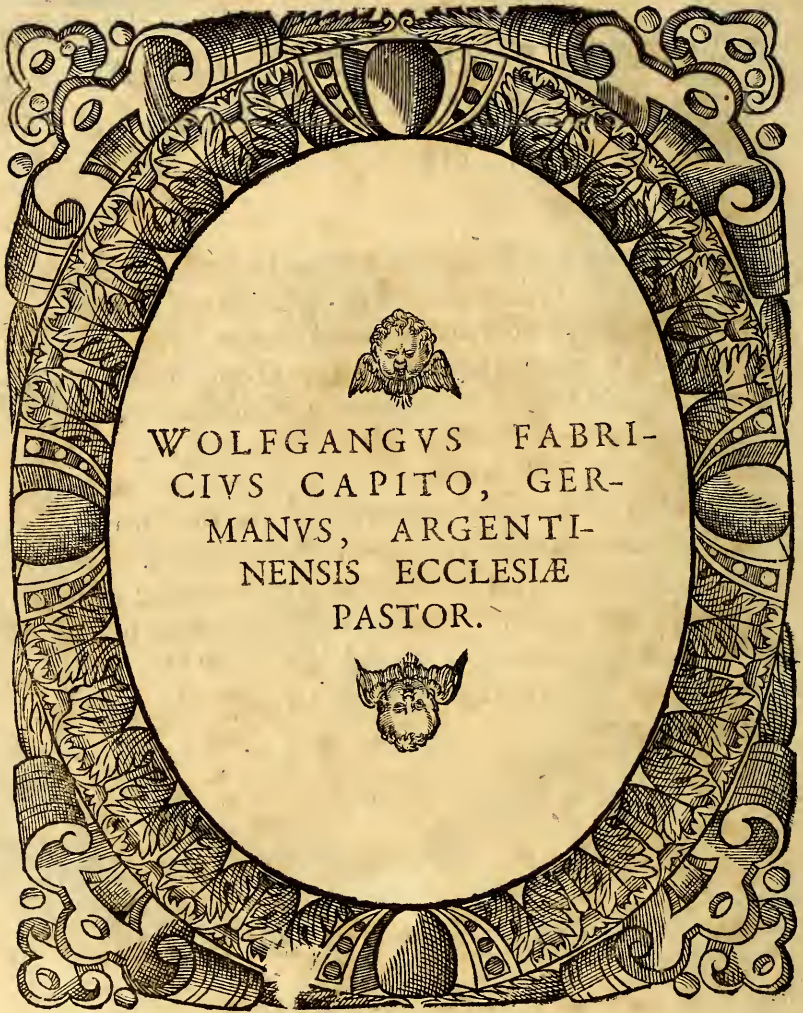 WOLFGANGVS FABRI-
CIVS CAPITO, GER-
MANVS, ARGENTI-
NENSIS ECCLESIÆ
PASTOR.